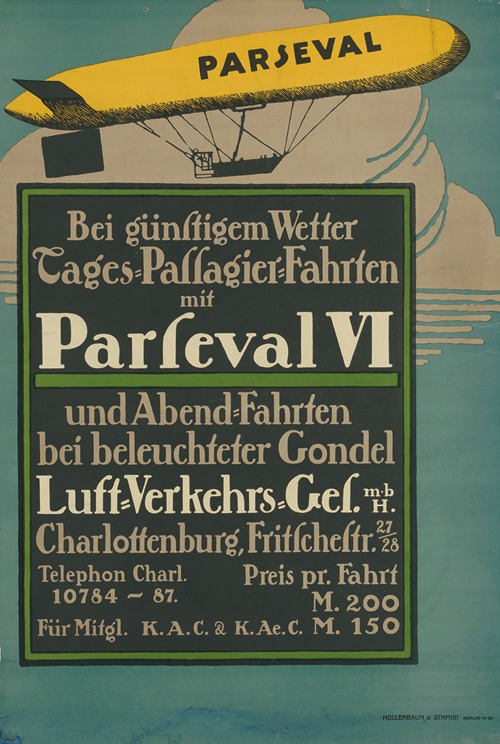 PARSEVAL
Bei günſtigem Wetter
Tages=Paſſagier=Fahrten
mit
Parſeval VI
und Abend=Fahrten
bei beleuchteter Gondel
Luft=Verkehrs=Geſ. m·b H.
Charlottenburg, Fritſcheſtr. 27/28
Telephon Charl. Preis pr. Fahrt
10784 ~ 87. M. 200
Für Mitgl. K.A.C. & K.Ae.C. M. 150
·HOLLERBAUM & SCHMIDT·